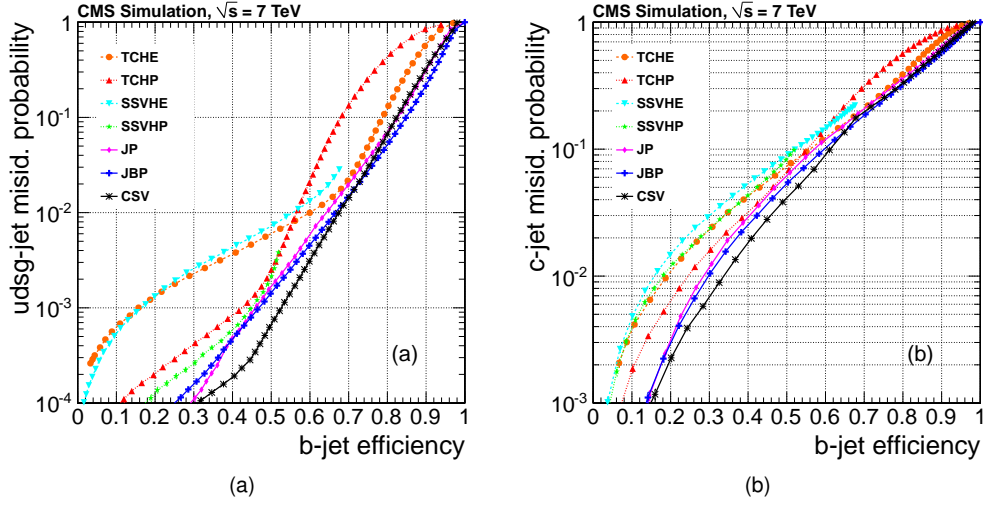 CMS Simulation, √s = 7 TeV
udsg-jet misid. probability
1
10⁻¹
10⁻²
10⁻³
10⁻⁴
TCHE
TCHP
SSVHE
SSVHP
JP
JBP
CSV
(a)
0 0.1 0.2 0.3 0.4 0.5 0.6 0.7 0.8 0.9 1
b-jet efficiency
(a)
CMS Simulation, √s = 7 TeV
c-jet misid. probability
1
10⁻¹
10⁻²
10⁻³
TCHE
TCHP
SSVHE
SSVHP
JP
JBP
CSV
(b)
0 0.1 0.2 0.3 0.4 0.5 0.6 0.7 0.8 0.9 1
b-jet efficiency
(b)